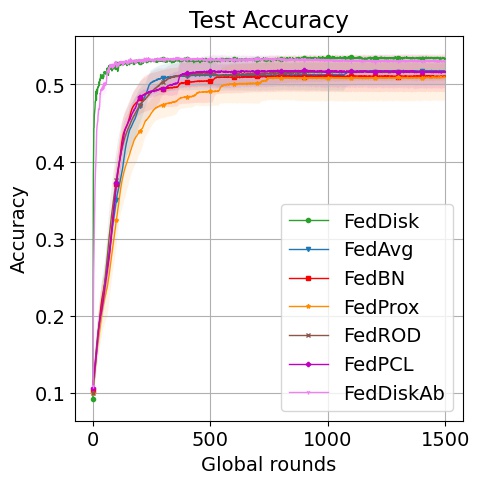 Test Accuracy
Accuracy
0.5
0.4
0.3
0.2
0.1
FedDisk
FedAvg
FedBN
FedProx
FedROD
FedPCL
FedDiskAb
0 500 1000 1500
Global rounds